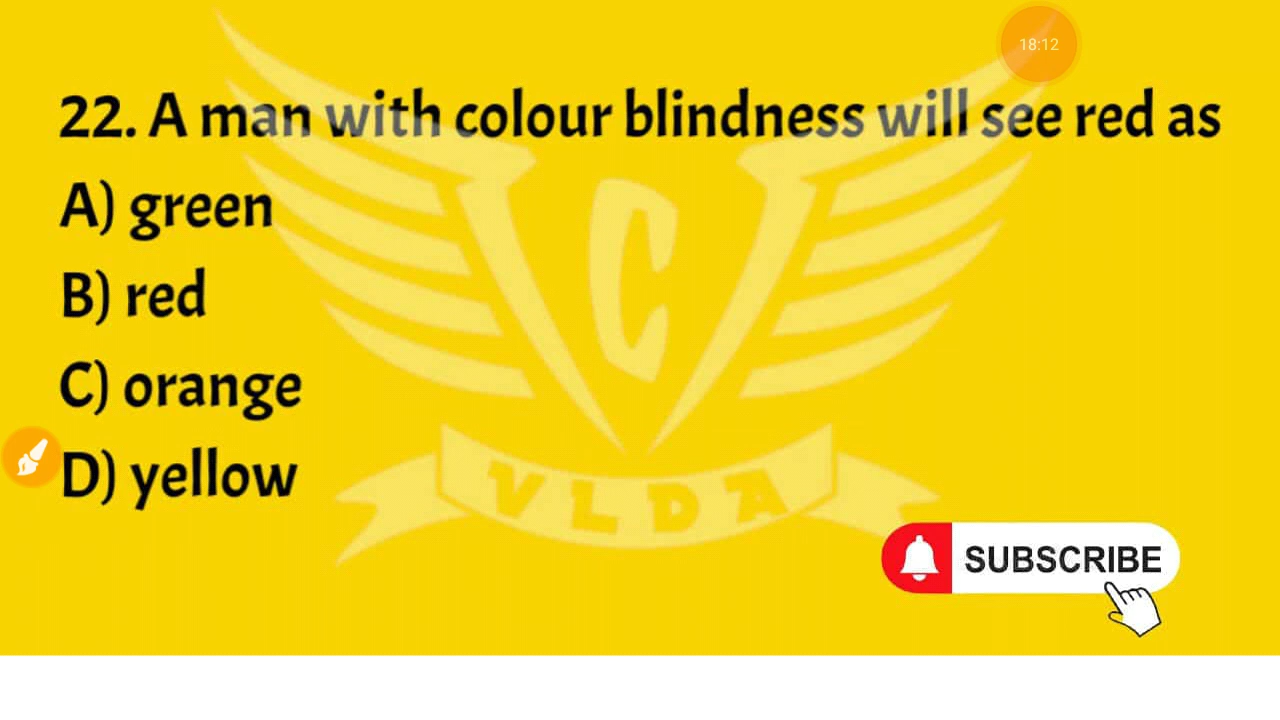 18:12
22. A man with colour blindness will see red as
A) green
B) red
C) orange
D) yellow
C
VLDA
SUBSCRIBE